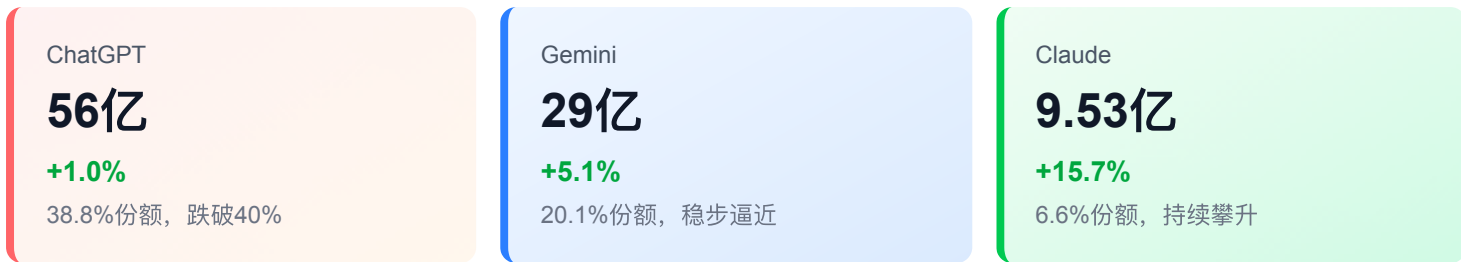 ChatGPT
56亿
+1.0%
38.8%份额，跌破40%
Gemini
29亿
+5.1%
20.1%份额，稳步逼近
Claude
9.53亿
+15.7%
6.6%份额，持续攀升